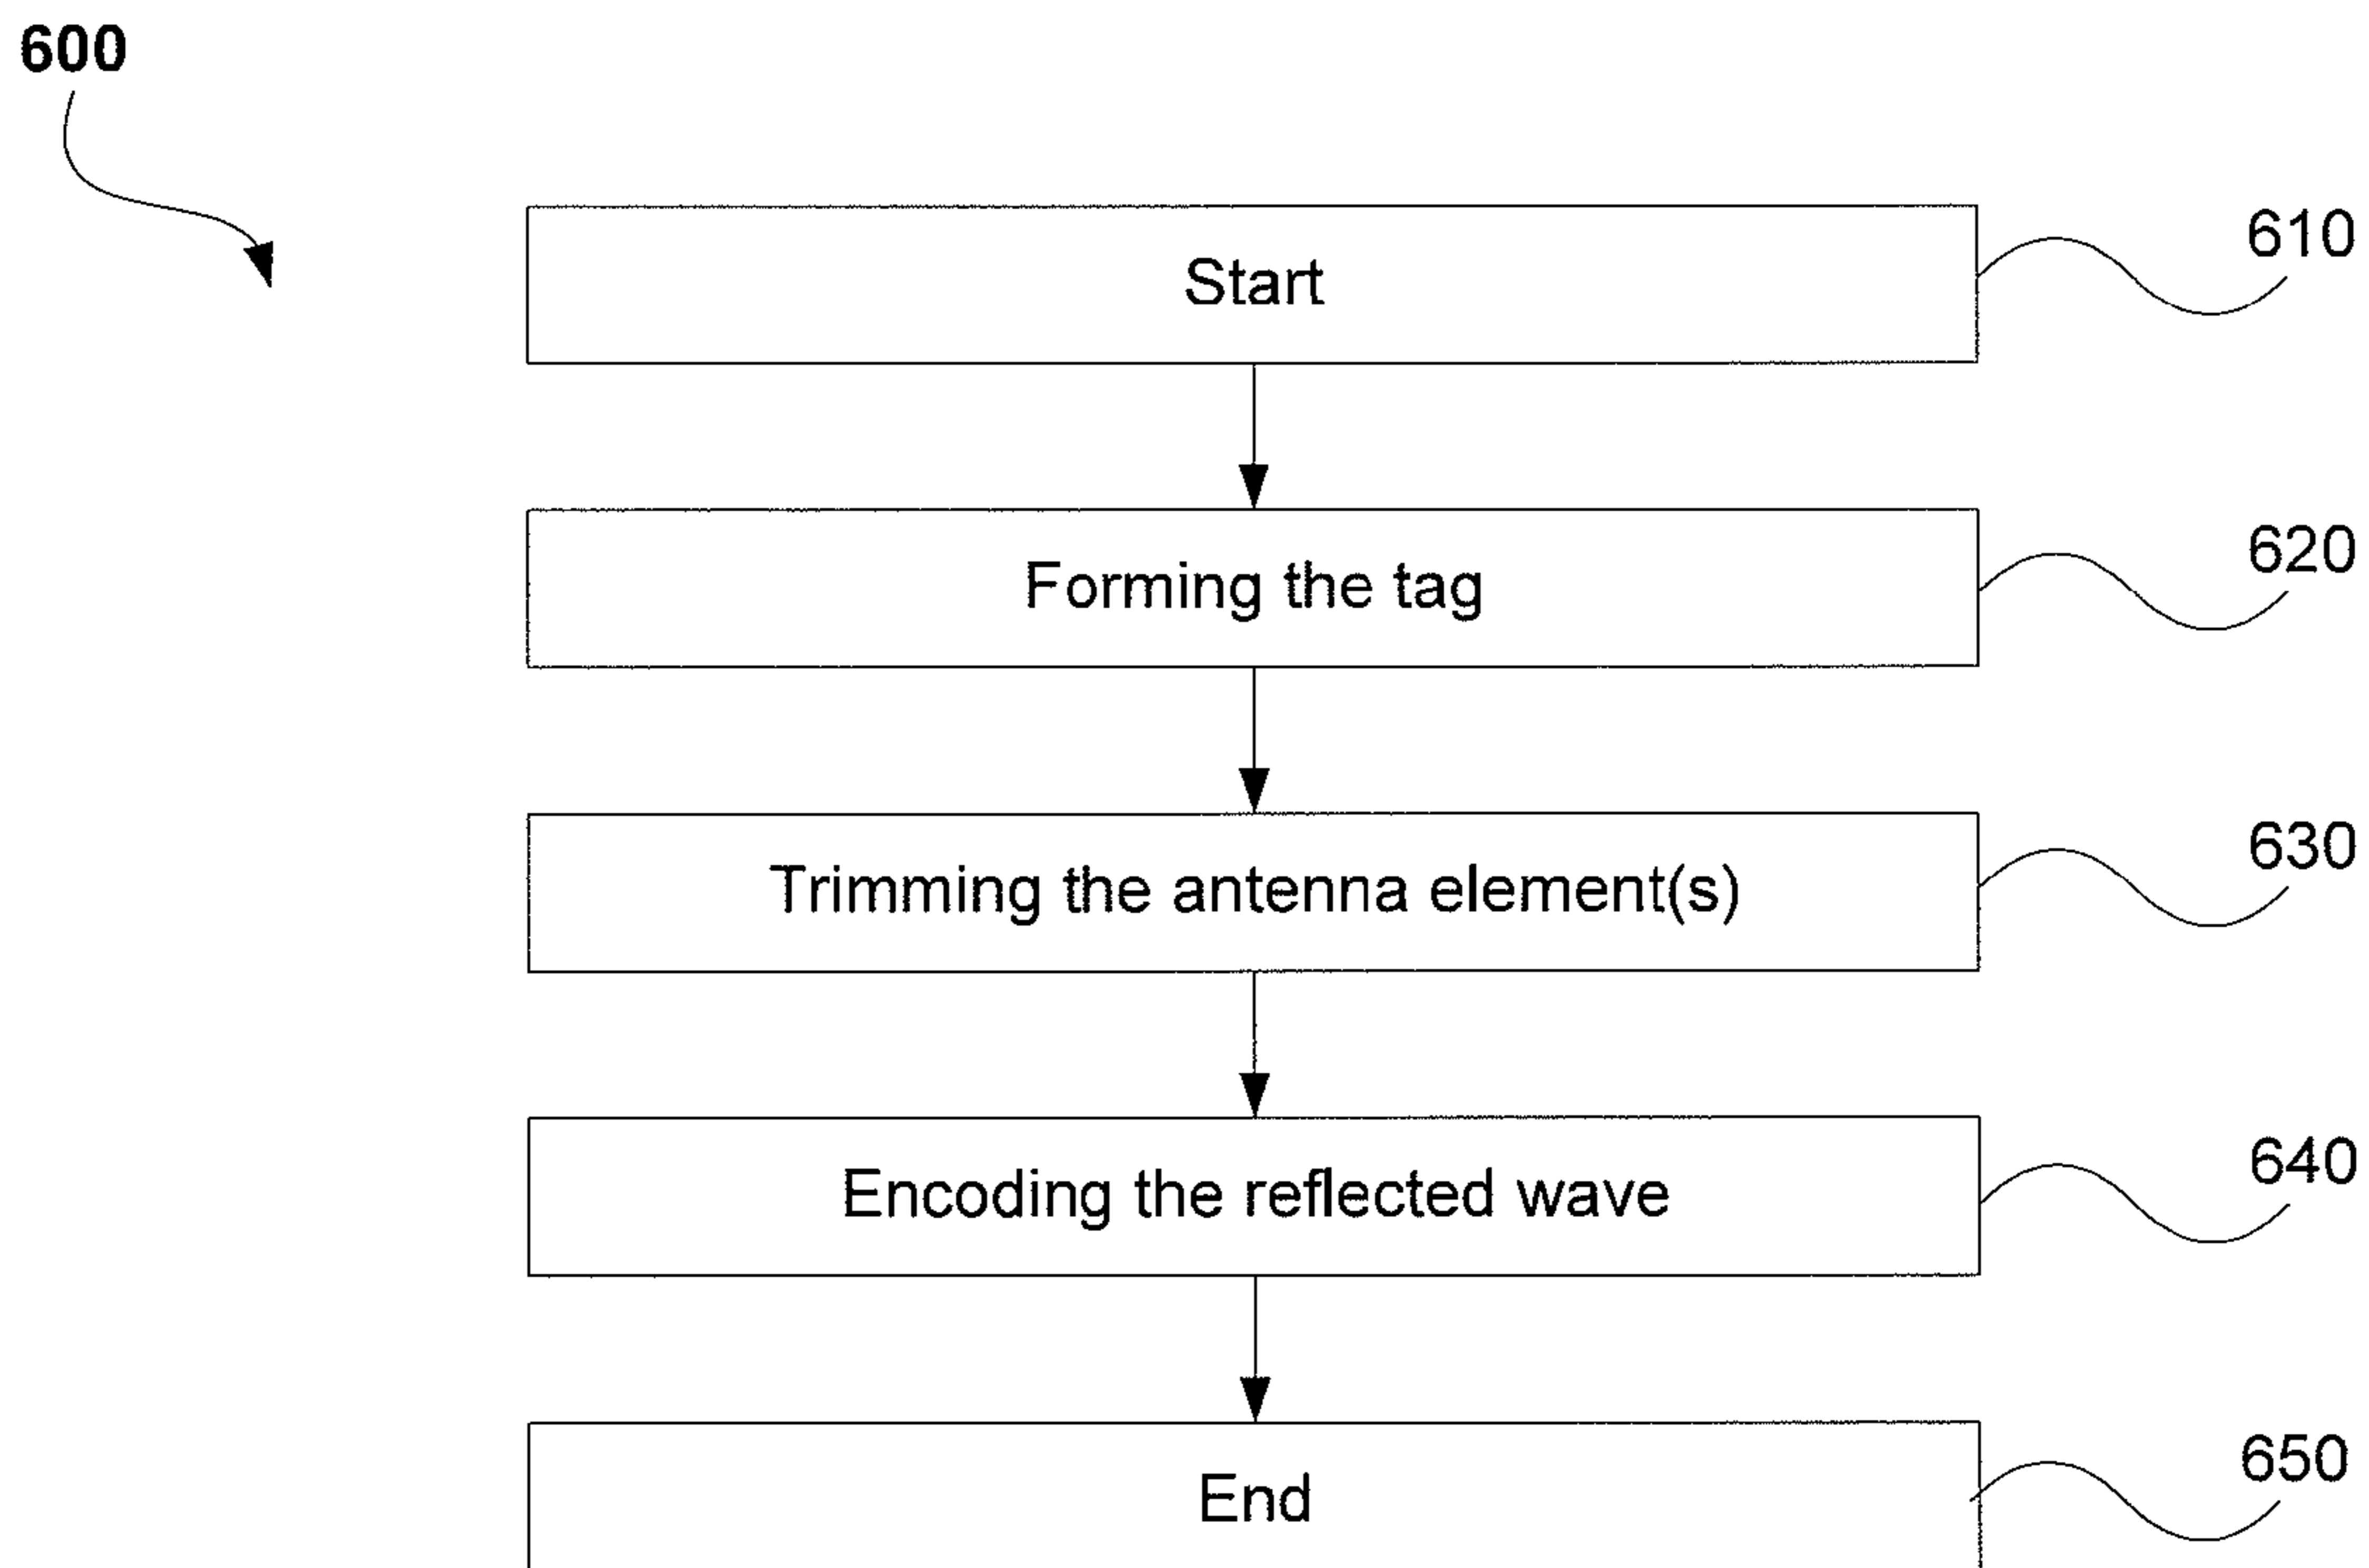 600
Start
610
Forming the tag
620
Trimming the antenna element(s)
630
Encoding the reflected wave
640
End
650